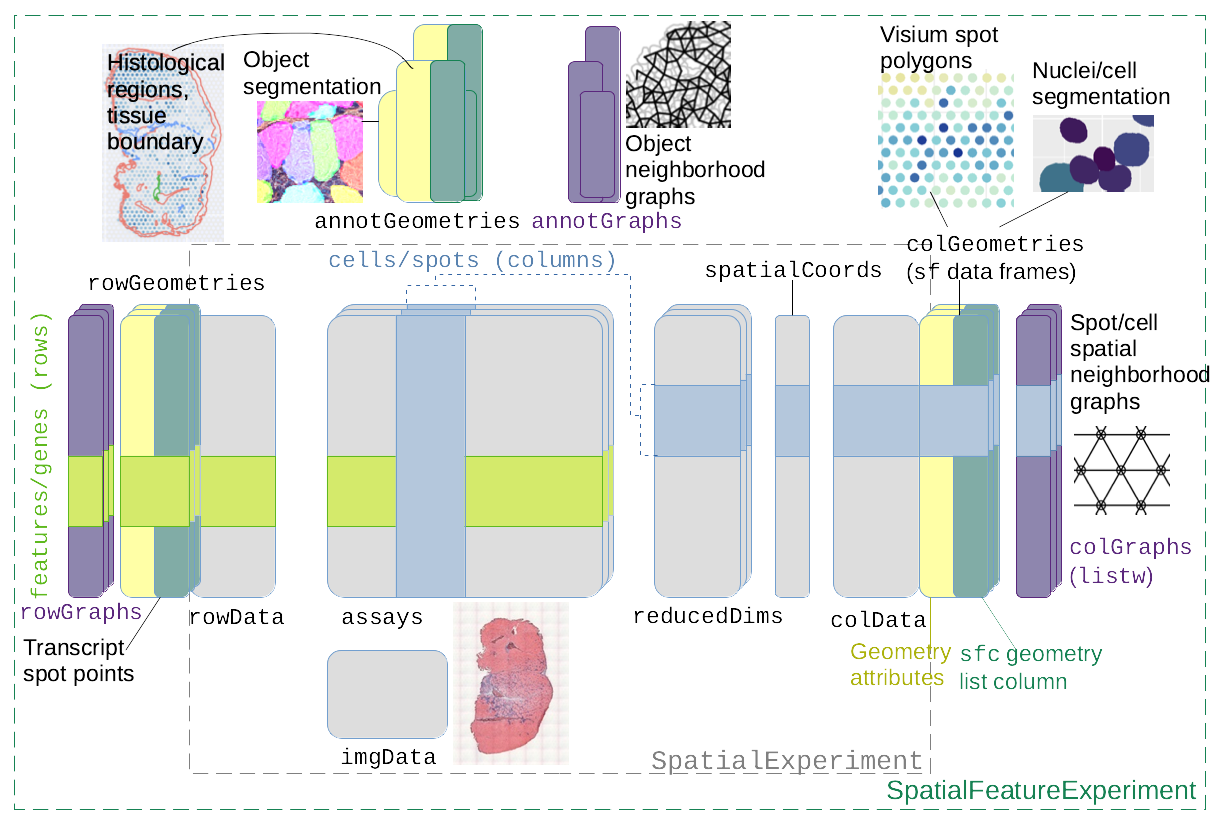 Histological
regions,
tissue
boundary
Object
segmentation
annotGeometries
annotGraphs
Object
neighborhood
graphs
Visium spot
polygons
Nuclei/cell
segmentation
colGeometries
(sf data frames)
cells/spots (columns)
spatialCoords
rowGeometries
features/genes (rows)
Spot/cell
spatial
neighborhood
graphs
colGraphs
(listw)
rowGraphs
rowData
assays
reducedDims
colData
Transcript
spot points
Geometry
attributes
sfc geometry
list column
imgData
SpatialExperiment
SpatialFeatureExperiment